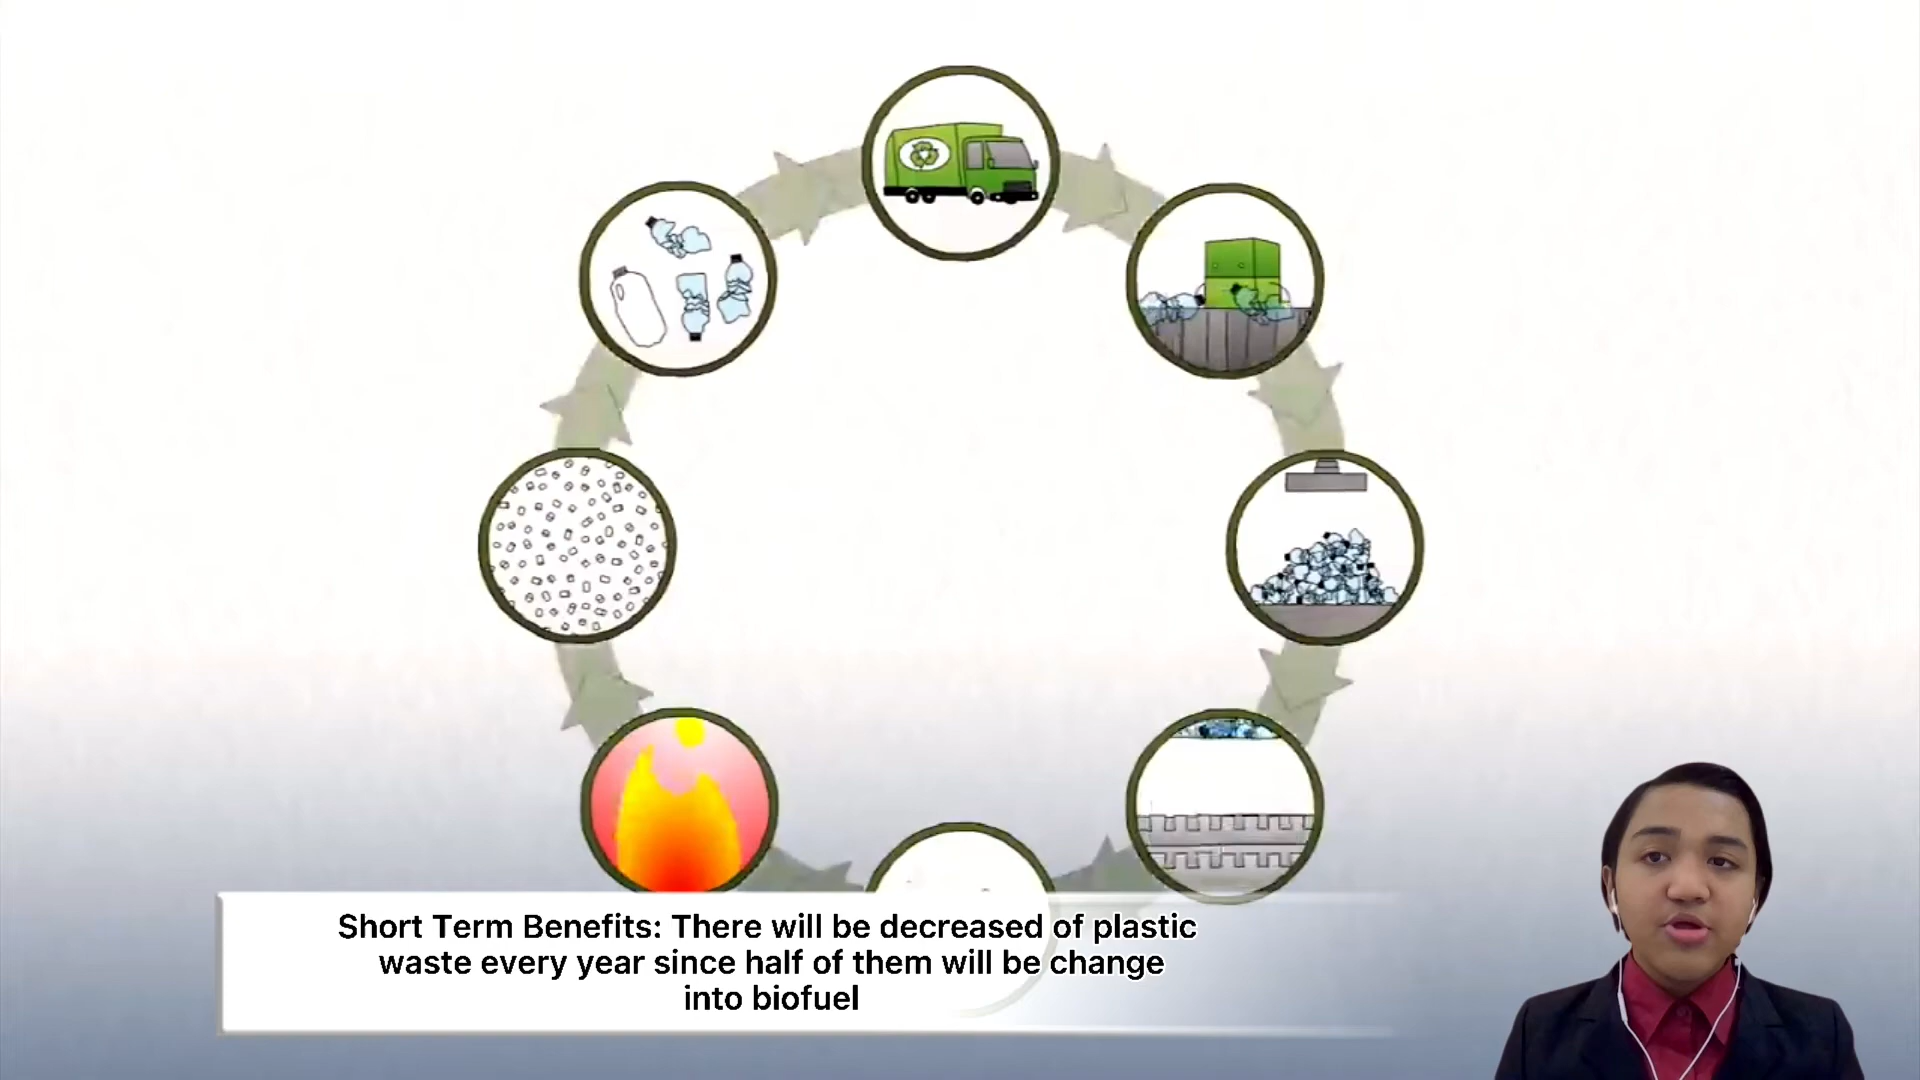 Short Term Benefits: There will be decreased of plastic
waste every year since half of them will be change
into biofuel